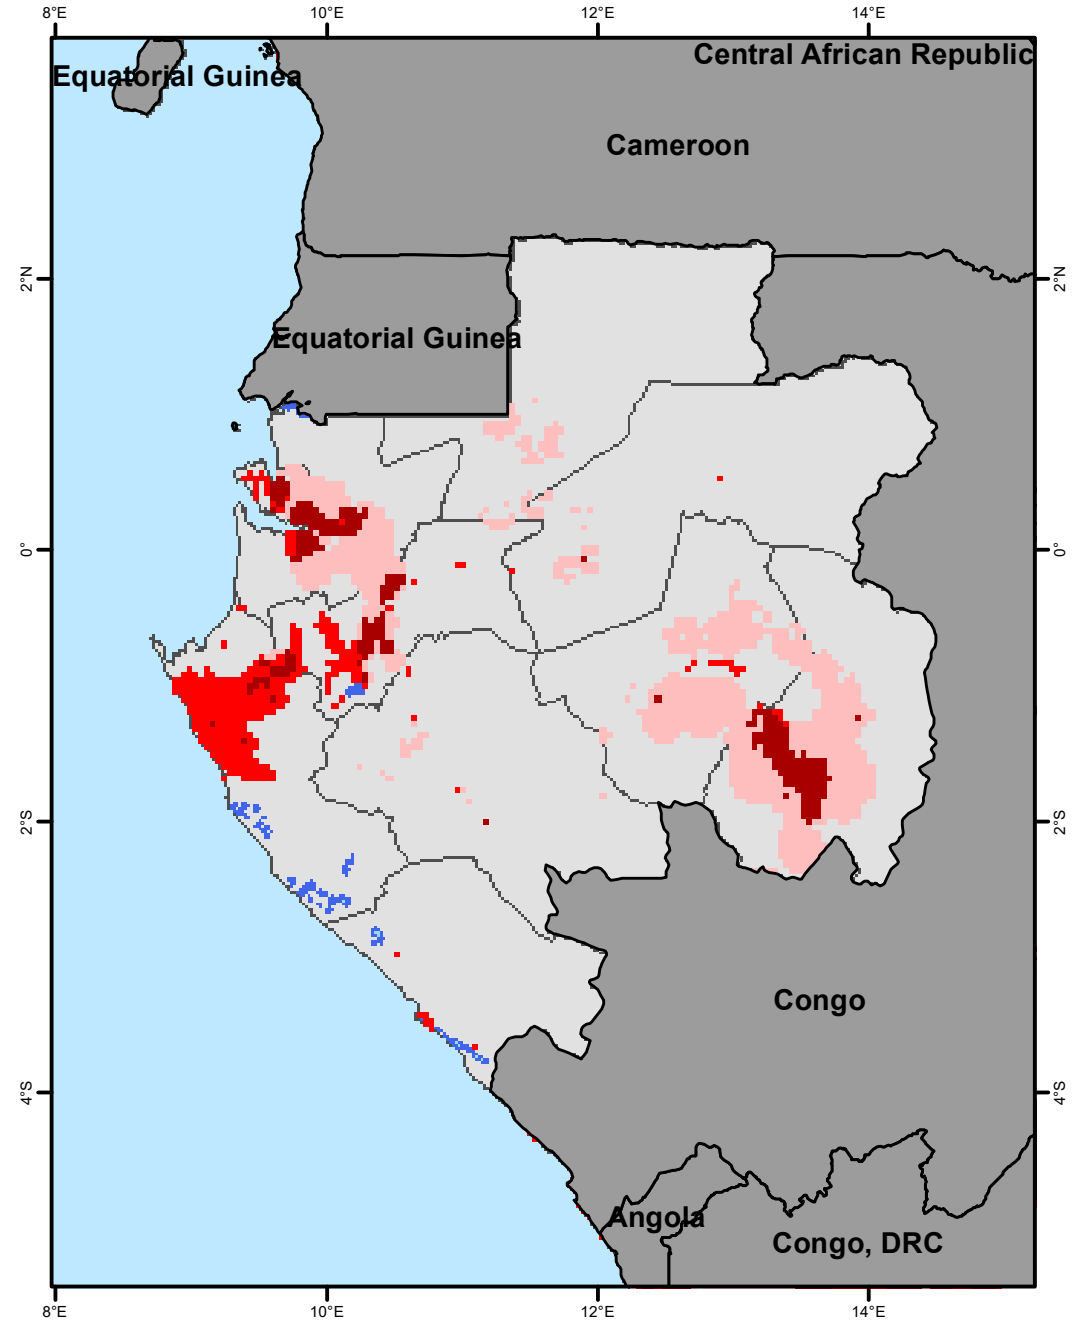 8°E
10°E
12°E
14°E
Central African Republic
Equatorial Guinea
Cameroon
2°N
2°N
Equatorial Guinea
0°
0°
2°S
2°S
Congo
4°S
4°S
Angola
Congo, DRC
8°E
10°E
12°E
14°E